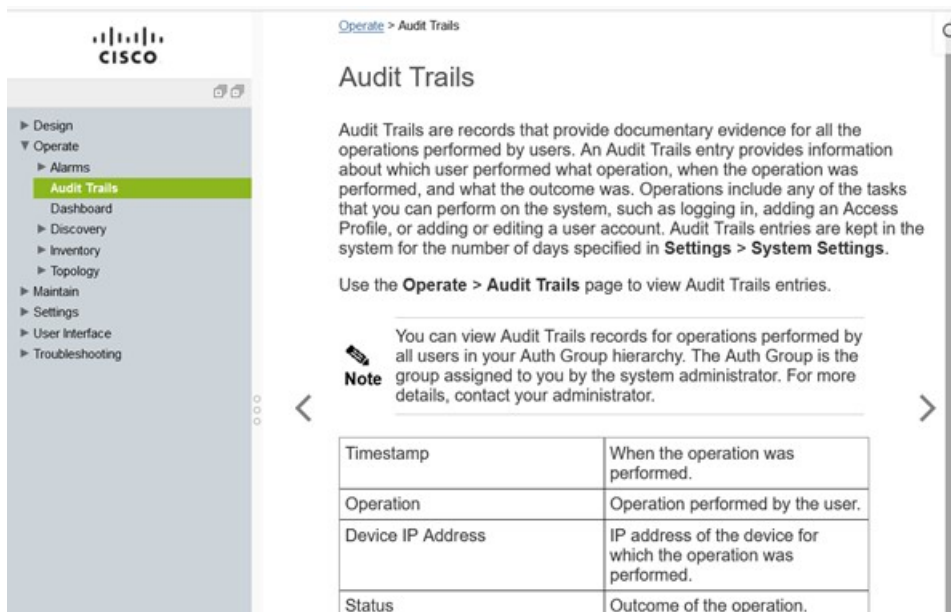 CISCO
Design
Operate
Alarms
Audit Trails
Dashboard
Discovery
Inventory
Topology
Maintain
Settings
User Interface
Troubleshooting
Operate > Audit Trails
Audit Trails
Audit Trails are records that provide documentary evidence for all the
operations performed by users. An Audit Trails entry provides information
about which user performed what operation, when the operation was
performed, and what the outcome was. Operations include any of the tasks
that you can perform on the system, such as logging in, adding an Access
Profile, or adding or editing a user account. Audit Trails entries are kept in the
system for the number of days specified in Settings > System Settings.
Use the Operate > Audit Trails page to view Audit Trails entries.
Note
You can view Audit Trails records for operations performed by
all users in your Auth Group hierarchy. The Auth Group is the
group assigned to you by the system administrator. For more
details, contact your administrator.
Timestamp
When the operation was
performed.
Operation
Operation performed by the user.
Device IP Address
IP address of the device for
which the operation was
performed.
Status
Outcome of the operation.